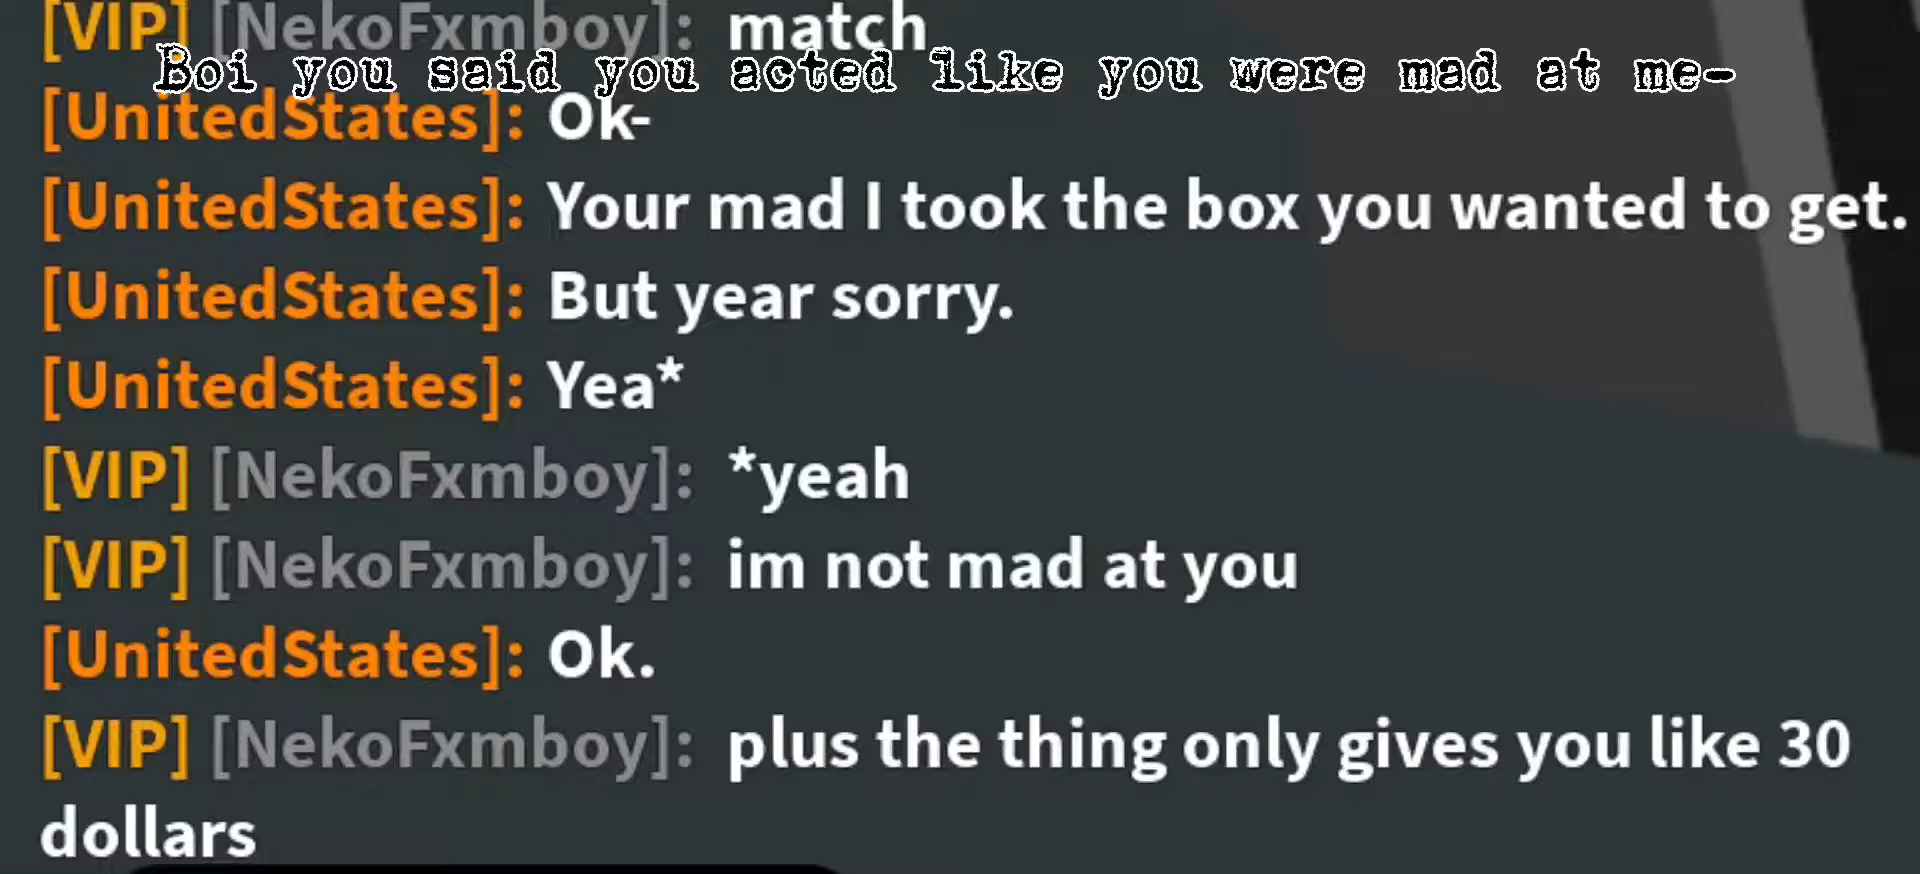 [VIP] [NekoFxmboy]: match
Boi you said you acted like you were mad at me-
[UnitedStates]: Ok-
[UnitedStates]: Your mad I took the box you wanted to get.
[UnitedStates]: But year sorry.
[UnitedStates]: Yea*
[VIP] [NekoFxmboy]: *yeah
[VIP] [NekoFxmboy]: im not mad at you
[UnitedStates]: Ok.
[VIP] [NekoFxmboy]: plus the thing only gives you like 30
dollars